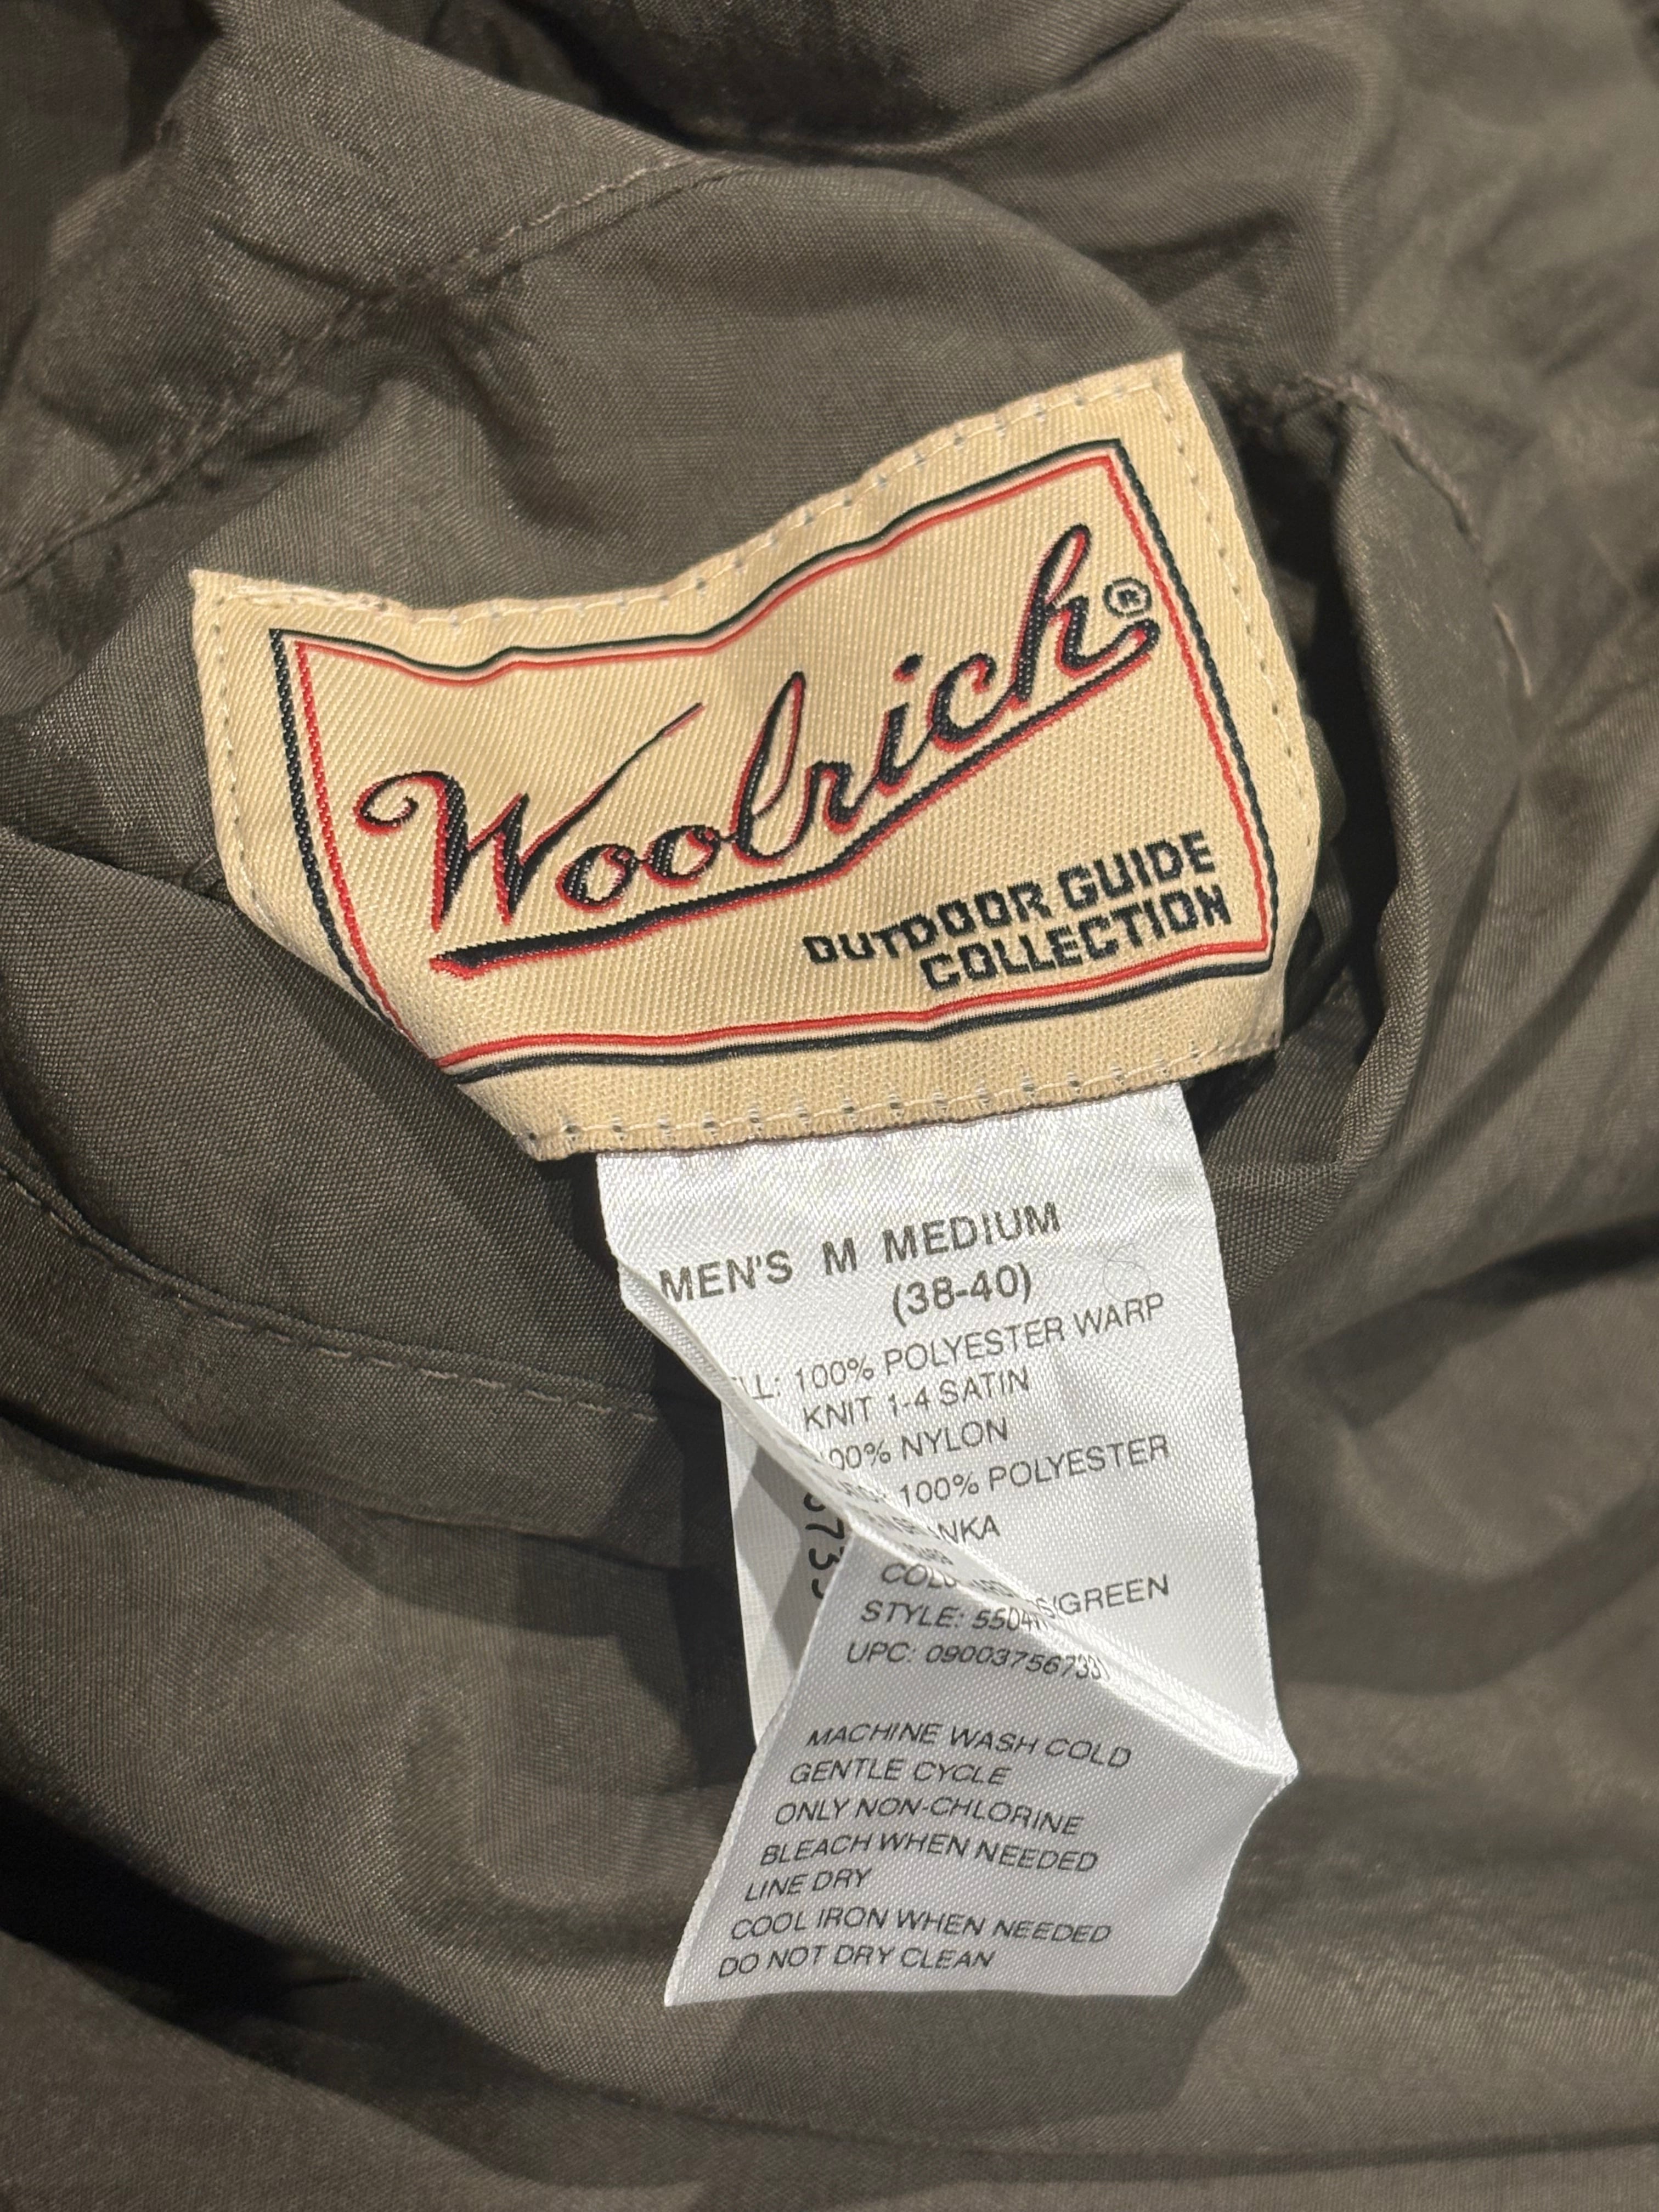 Woolrich®
OUTDOOR GUIDE
COLLECTION
MEN'S M MEDIUM
(38-40)
100% POLYESTER WARP
KNIT 1-4 SATIN
NYLON
100% POLYESTER
GREEN
STYLE:
UPC:
MACHINE WASH COLD
GENTLE CYCLE
ONLY NON-CHLORINE
BLEACH WHEN NEEDED
LINE DRY
COOL IRON WHEN NEEDED
DO NOT DRY CLEAN